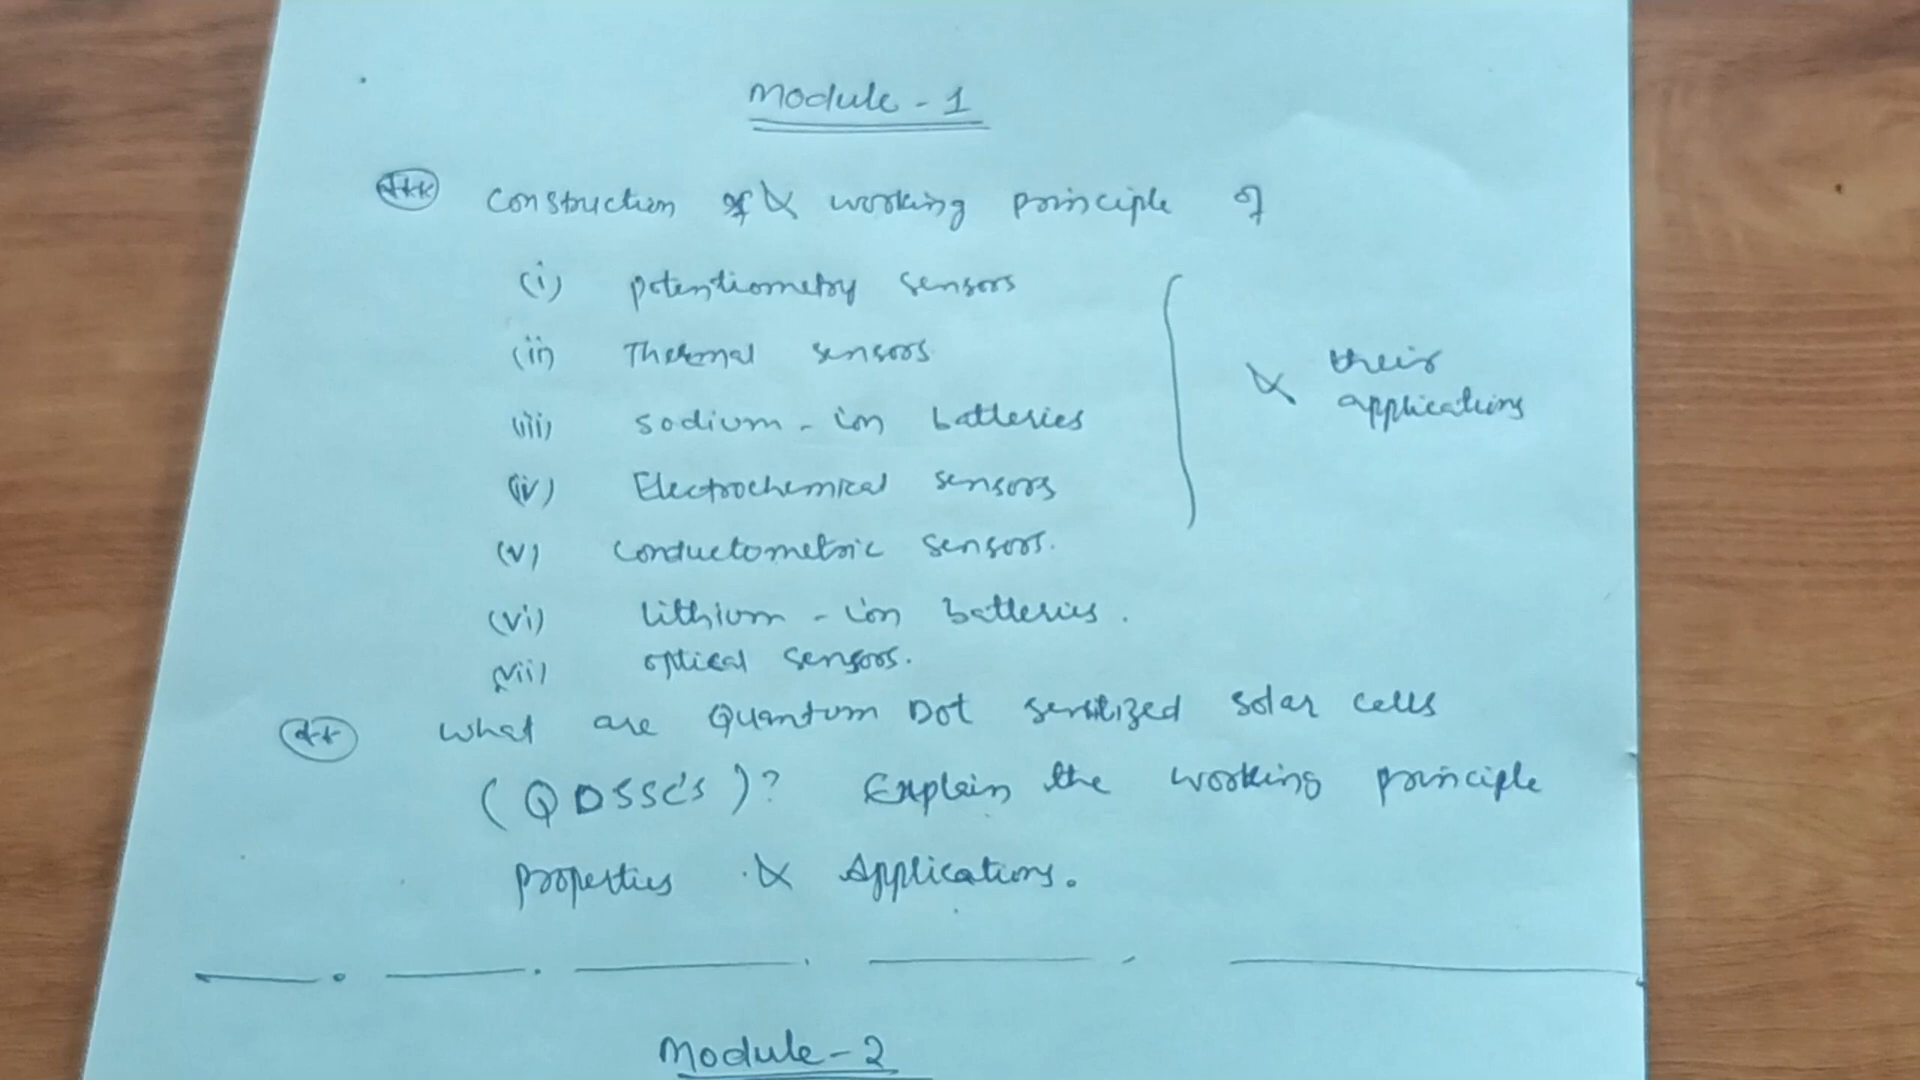 Module - 1
*** Construction of & working principle of
(i) potentiometry sensors
(ii) Thermal sensors
(iii) sodium - ion batteries
(iv) Electrochemical sensors
(v) conductometric sensors.
(vi) lithium - ion batteries.
(vii) optical sensors.
& their applications
** What are Quantum Dot sensitized solar cells
(QDSSC's)? Explain the working principle
properties & Applications.
Module - 2